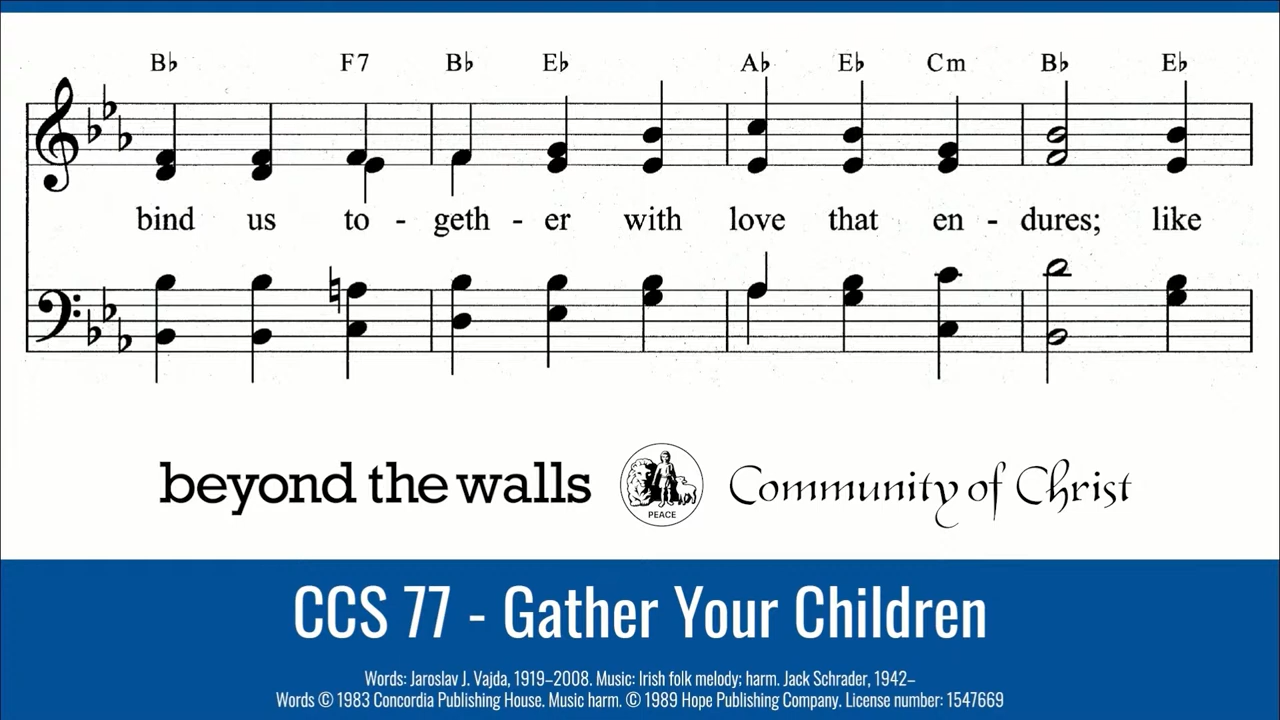 B♭ F7 B♭ E♭ A♭ E♭ Cm B♭ E♭
bind us to - geth - er with love that en - dures; like
beyond the walls
PEACE
Community of Christ
CCS 77 - Gather Your Children
Words: Jaroslav J. Vajda, 1919–2008. Music: Irish folk melody; harm. Jack Schrader, 1942–
Words © 1983 Concordia Publishing House. Music harm. © 1989 Hope Publishing Company. License number: 1547669